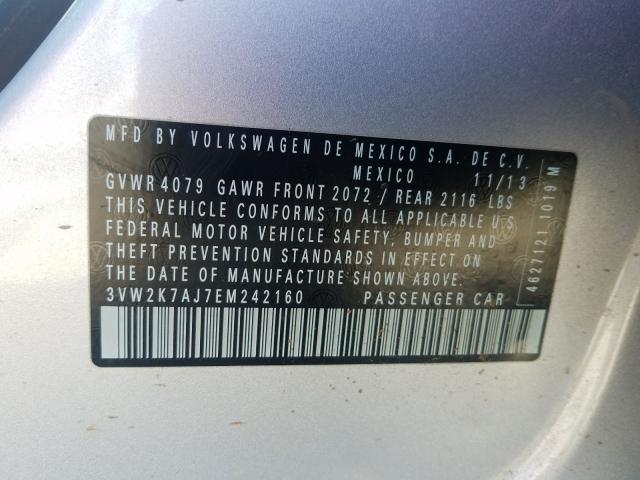 MFD BY VOLKSWAGEN DE MEXICO S.A. DE C.V.
MEXICO 11/13
GVWR 4079 GAWR FRONT 2072 / REAR 2116 LBS
THIS VEHICLE CONFORMS TO ALL APPLICABLE U S
FEDERAL MOTOR VEHICLE SAFETY, BUMPER AND
THEFT PREVENTION STANDARDS IN EFFECT ON
THE DATE OF MANUFACTURE SHOWN ABOVE.
3VW2K7AJ7EM242160 PASSENGER CAR
4627121 1019 M